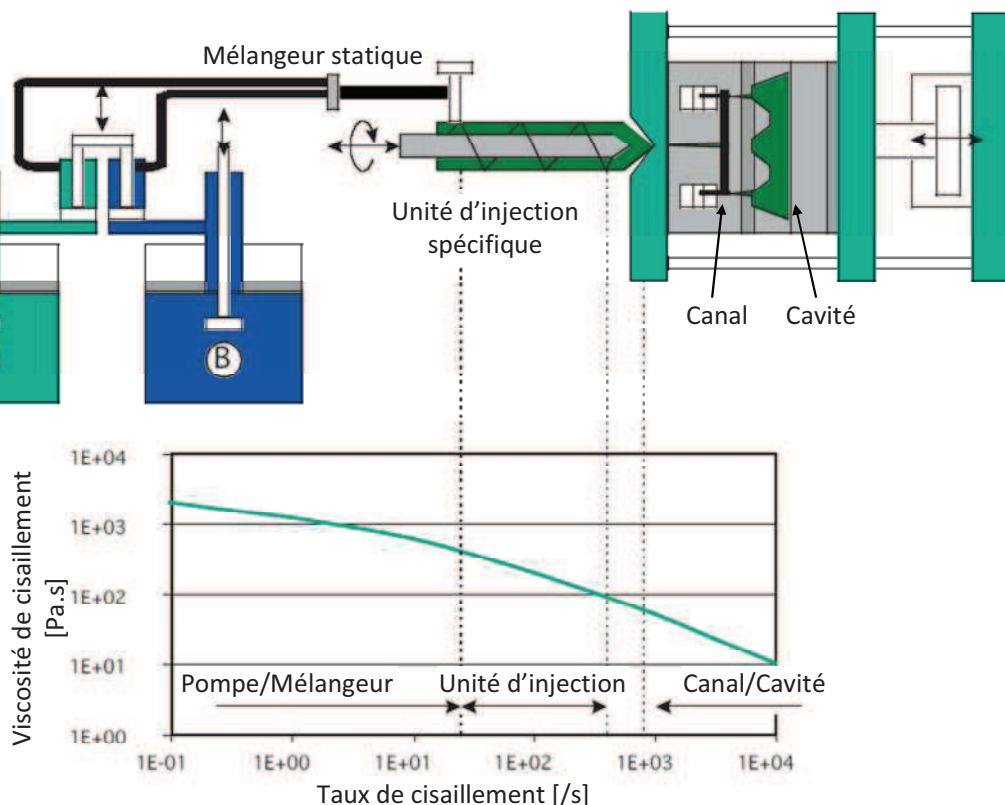 Mélangeur statique
Unité d’injection
spécifique
Canal
Cavité
B
Viscosité de cisaillement
[Pa.s]
1E+04
1E+03
1E+02
1E+01
1E+00
Pompe/Mélangeur
Unité d’injection
Canal/Cavité
1E-01
1E+00
1E+01
1E+02
1E+03
1E+04
Taux de cisaillement [/s]